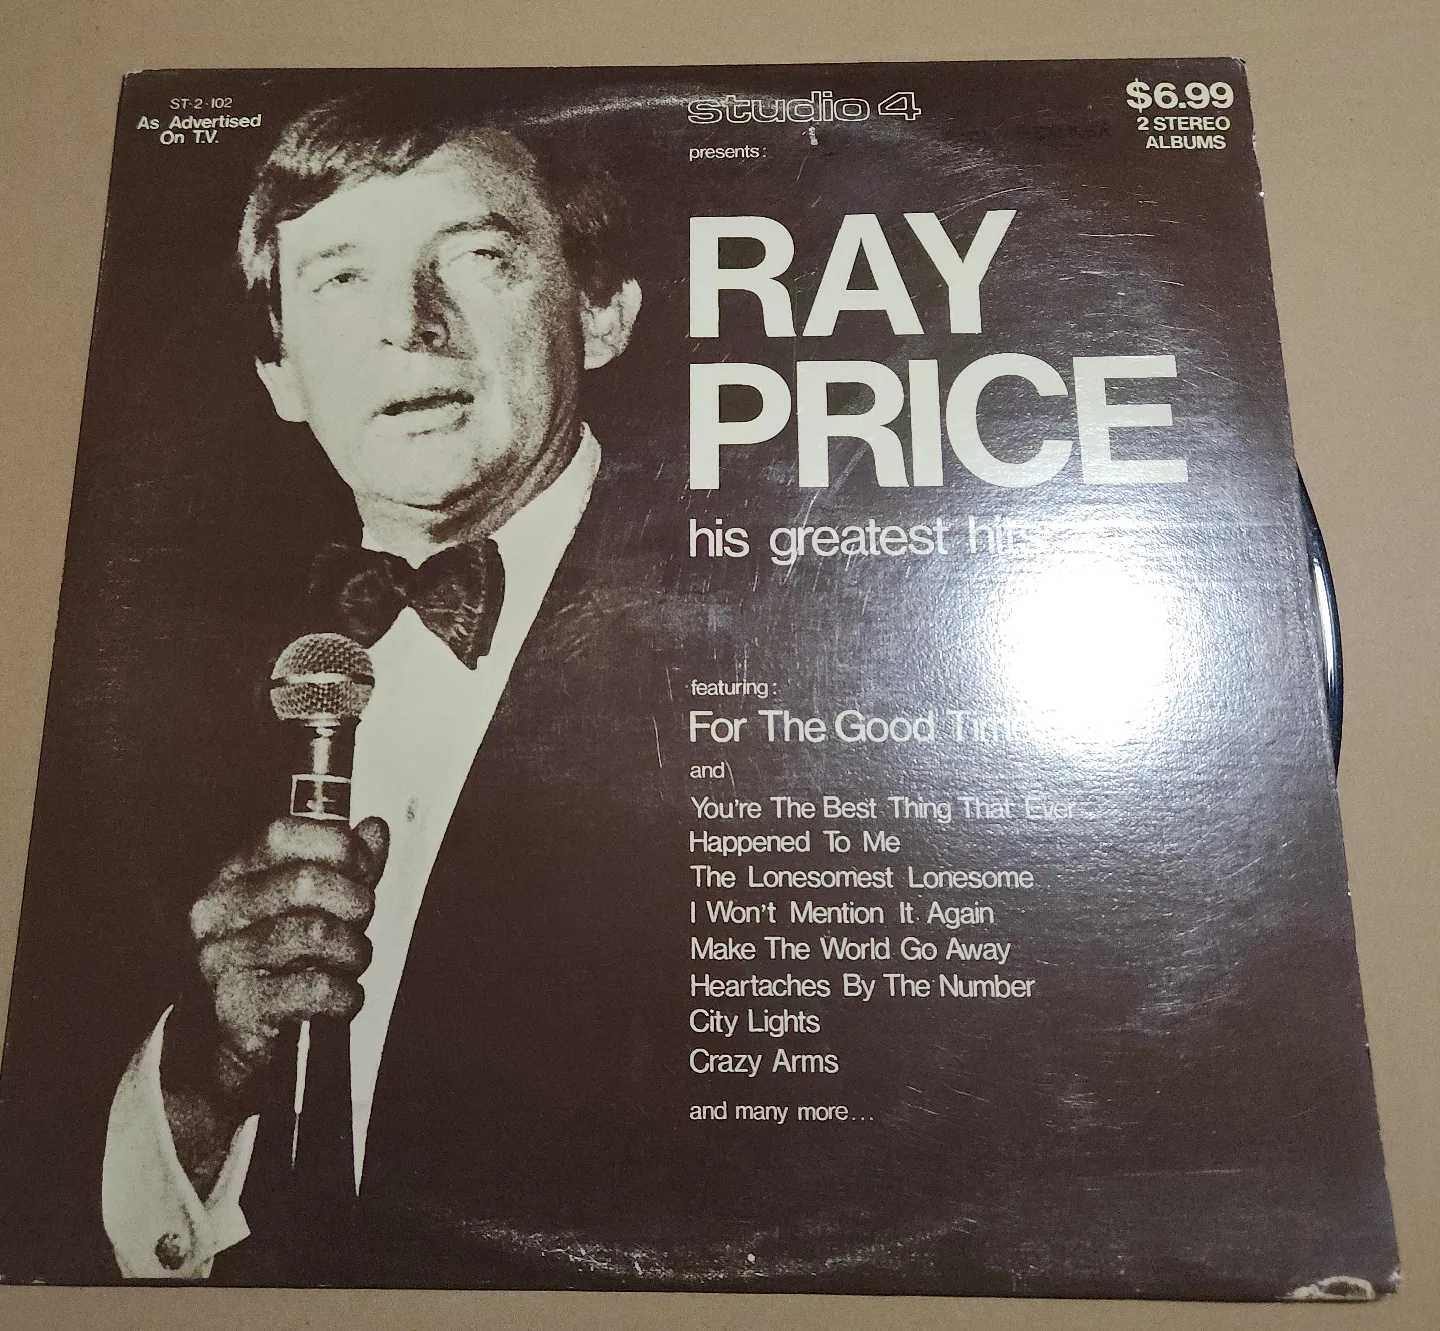 ST-2-102
As Advertised
On T.V.
studio 4
presents:
$6.99
2 STEREO
ALBUMS
RAY
PRICE
his greatest hits
featuring:
For The Good
and
You're The Best Thing That Ever
Happened To Me
The Lonesomest Lonesome
I Won't Mention It Again
Make The World Go Away
Heartaches By The Number
City Lights
Crazy Arms
and many more...